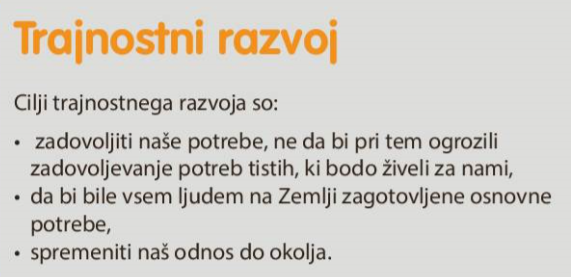 Trajnostni razvoj
Cilji trajnostnega razvoja so:
• zadovoljiti naše potrebe, ne da bi pri tem ogrozili
zadovoljevanje potreb tistih, ki bodo živeli za nami,
• da bi bile vsem ljudem na Zemlji zagotovljene osnovne
potrebe,
• spremeniti naš odnos do okolja.